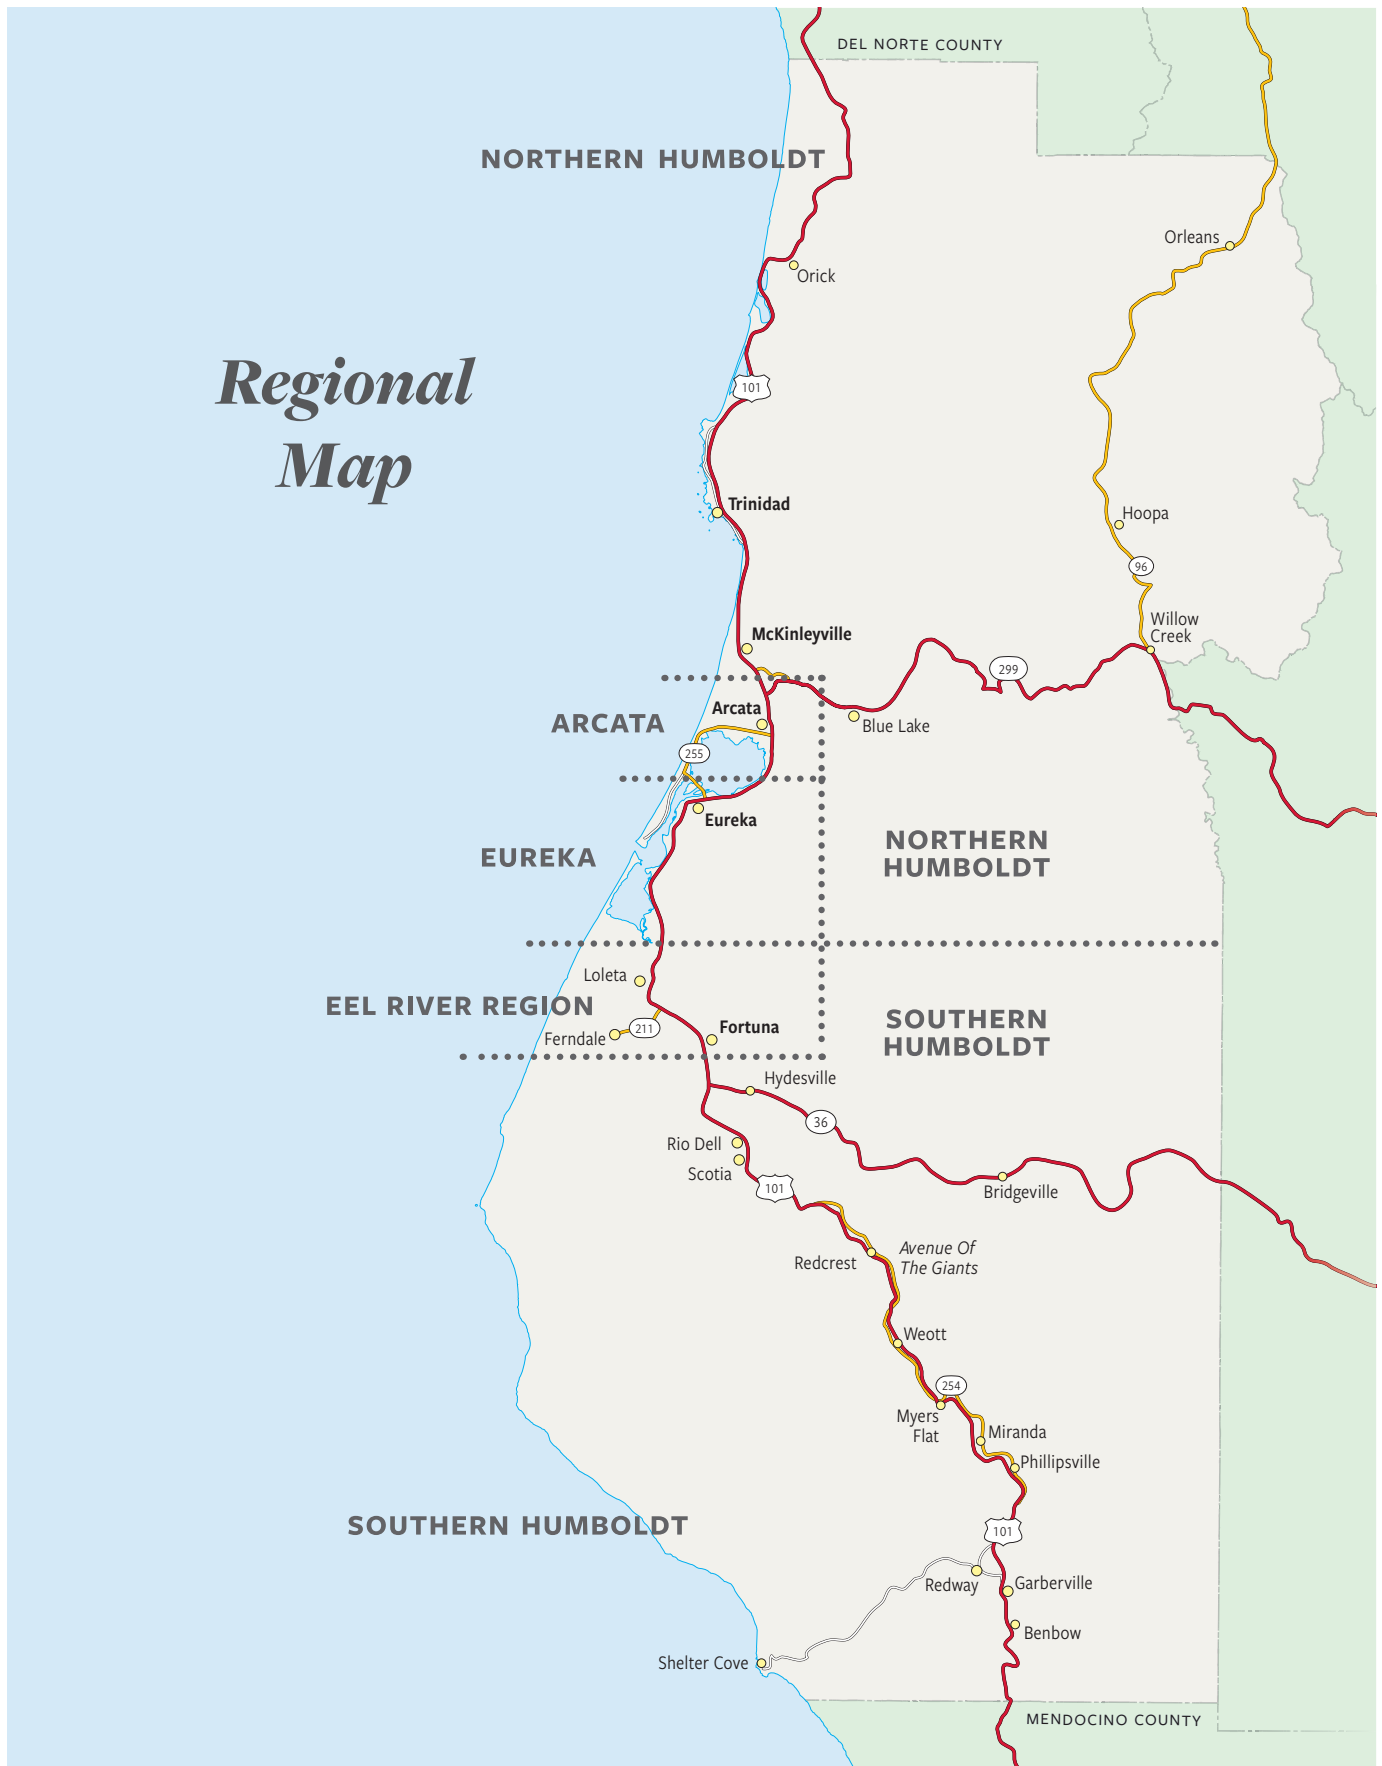 DEL NORTE COUNTY
NORTHERN HUMBOLDT
Orleans
Orick
Regional
Map
101
Trinidad
Hoopa
96
Willow
Creek
McKinleyville
299
Arcata
ARCATA
Blue Lake
255
Eureka
EUREKA
NORTHERN
HUMBOLDT
Loleta
EEL RIVER REGION
SOUTHERN
HUMBOLDT
211
Fortuna
Ferndale
Hydesville
36
Rio Dell
Scotia
101
Bridgeville
Avenue Of
The Giants
Redcrest
Weott
254
Myers
Flat
Miranda
Phillipsville
SOUTHERN HUMBOLDT
101
Redway
Garberville
Benbow
Shelter Cove
MENDOCINO COUNTY